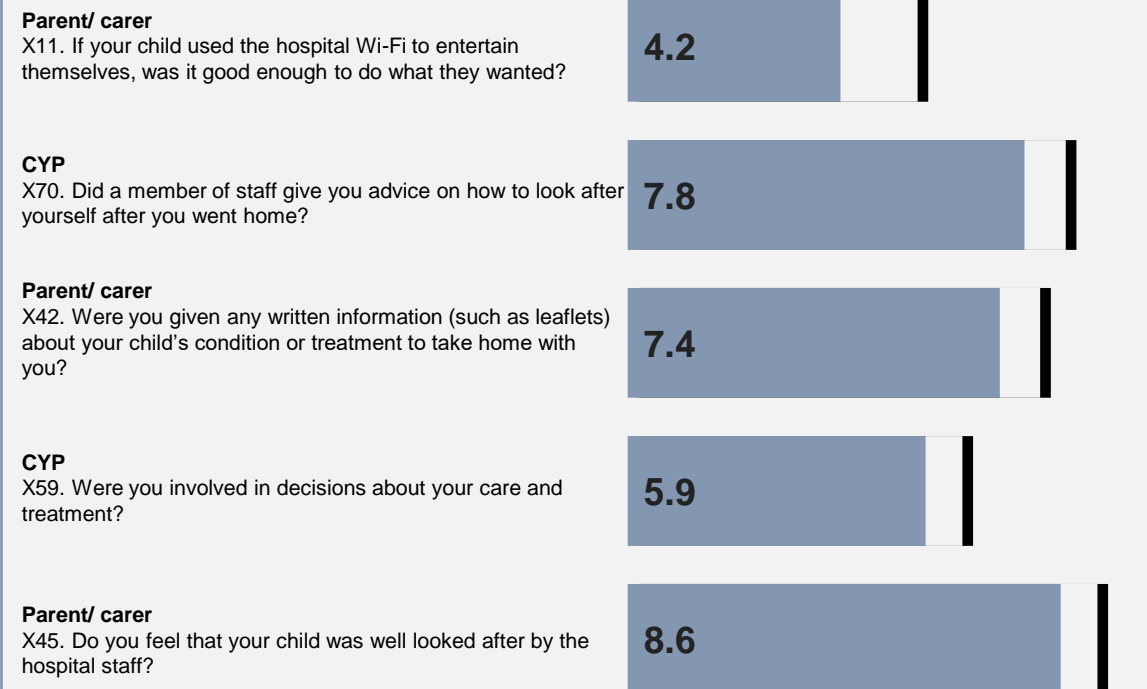 Parent/ carer
X11. If your child used the hospital Wi-Fi to entertain
themselves, was it good enough to do what they wanted?
4.2
CYP
X70. Did a member of staff give you advice on how to look after
yourself after you went home?
7.8
Parent/ carer
X42. Were you given any written information (such as leaflets)
about your child’s condition or treatment to take home with
you?
7.4
CYP
X59. Were you involved in decisions about your care and
treatment?
5.9
Parent/ carer
X45. Do you feel that your child was well looked after by the
hospital staff?
8.6